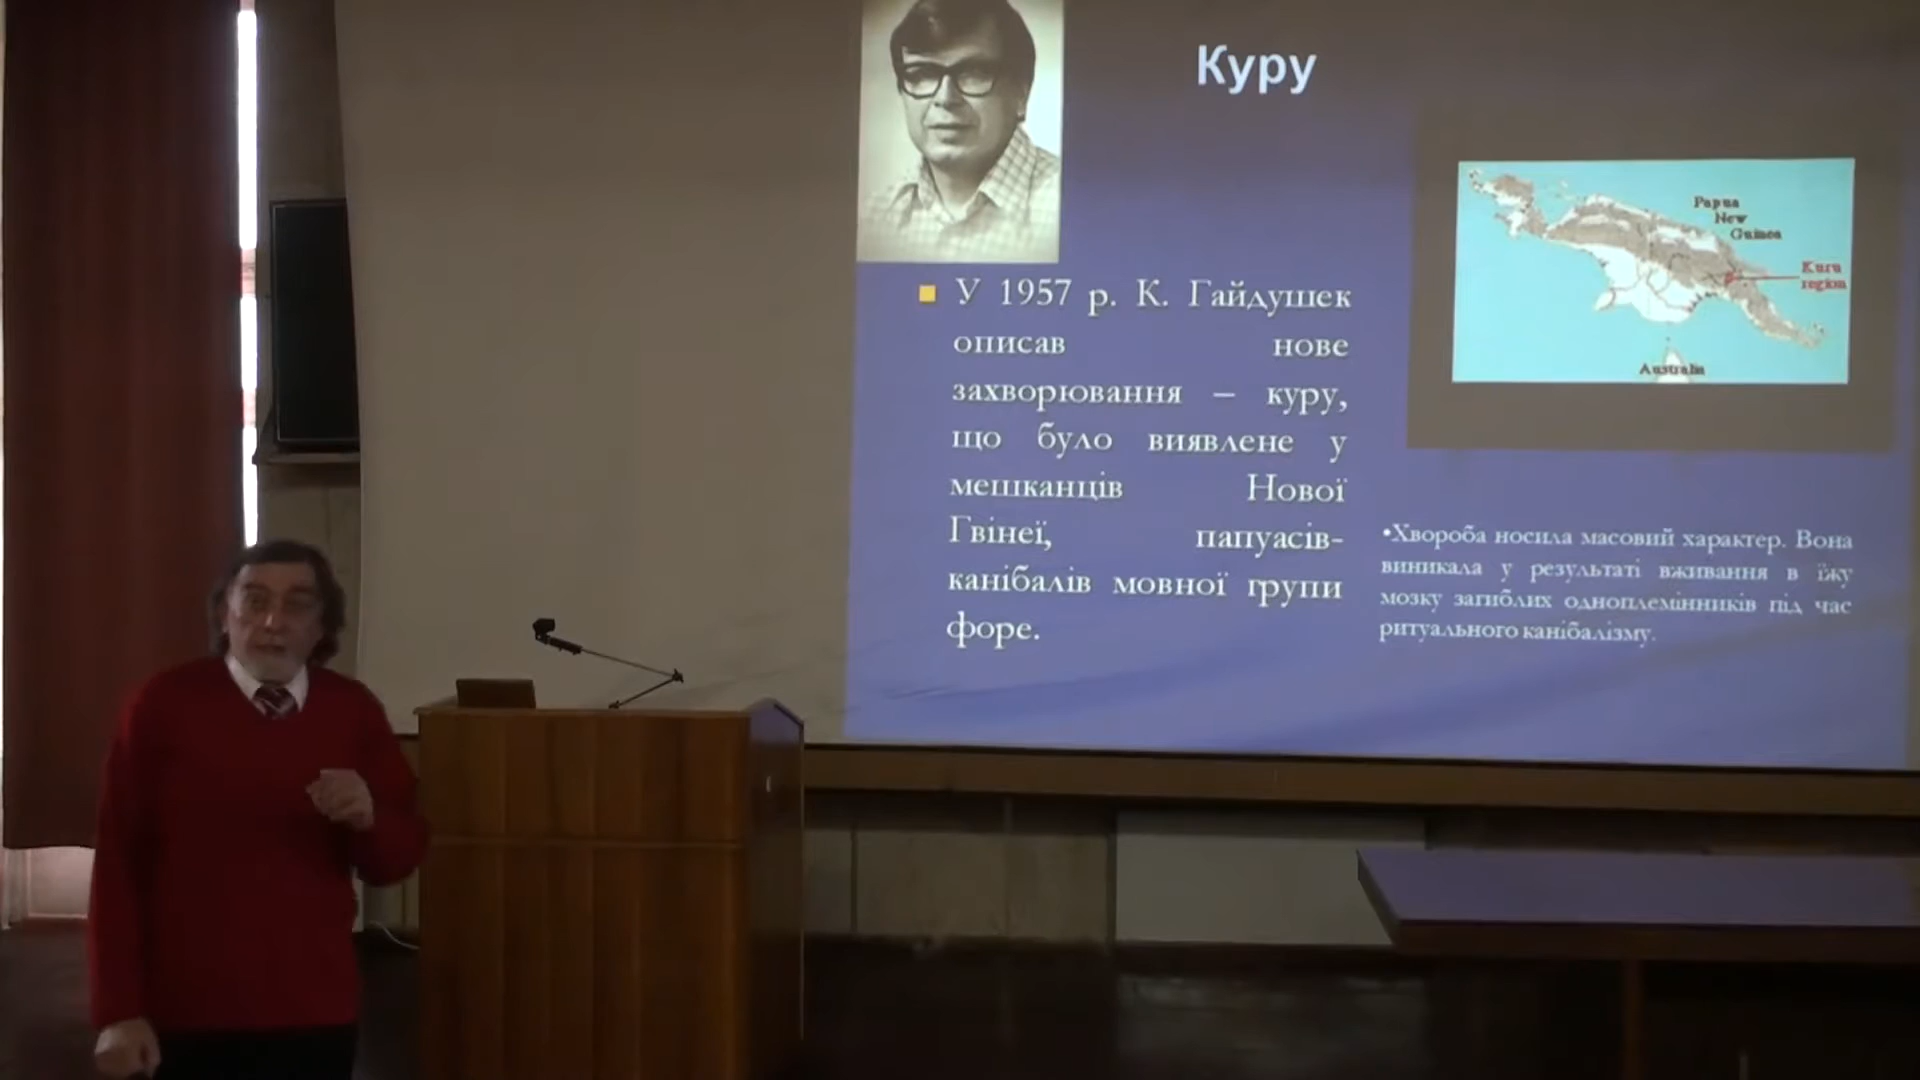 Куру
У 1957 р. К. Гайдушек
описав нове
захворювання – куру,
що було виявлене у
мешканців Нової
Гвінеї, папуасів-
канібалів мовної групи
форе.
Papua
New
Guinea
Kuru
region
Australia
•Хвороба носила масовий характер. Вона
виникала у результаті вживання в їжу
мозку загиблих одноплемінників під час
ритуального канібалізму.